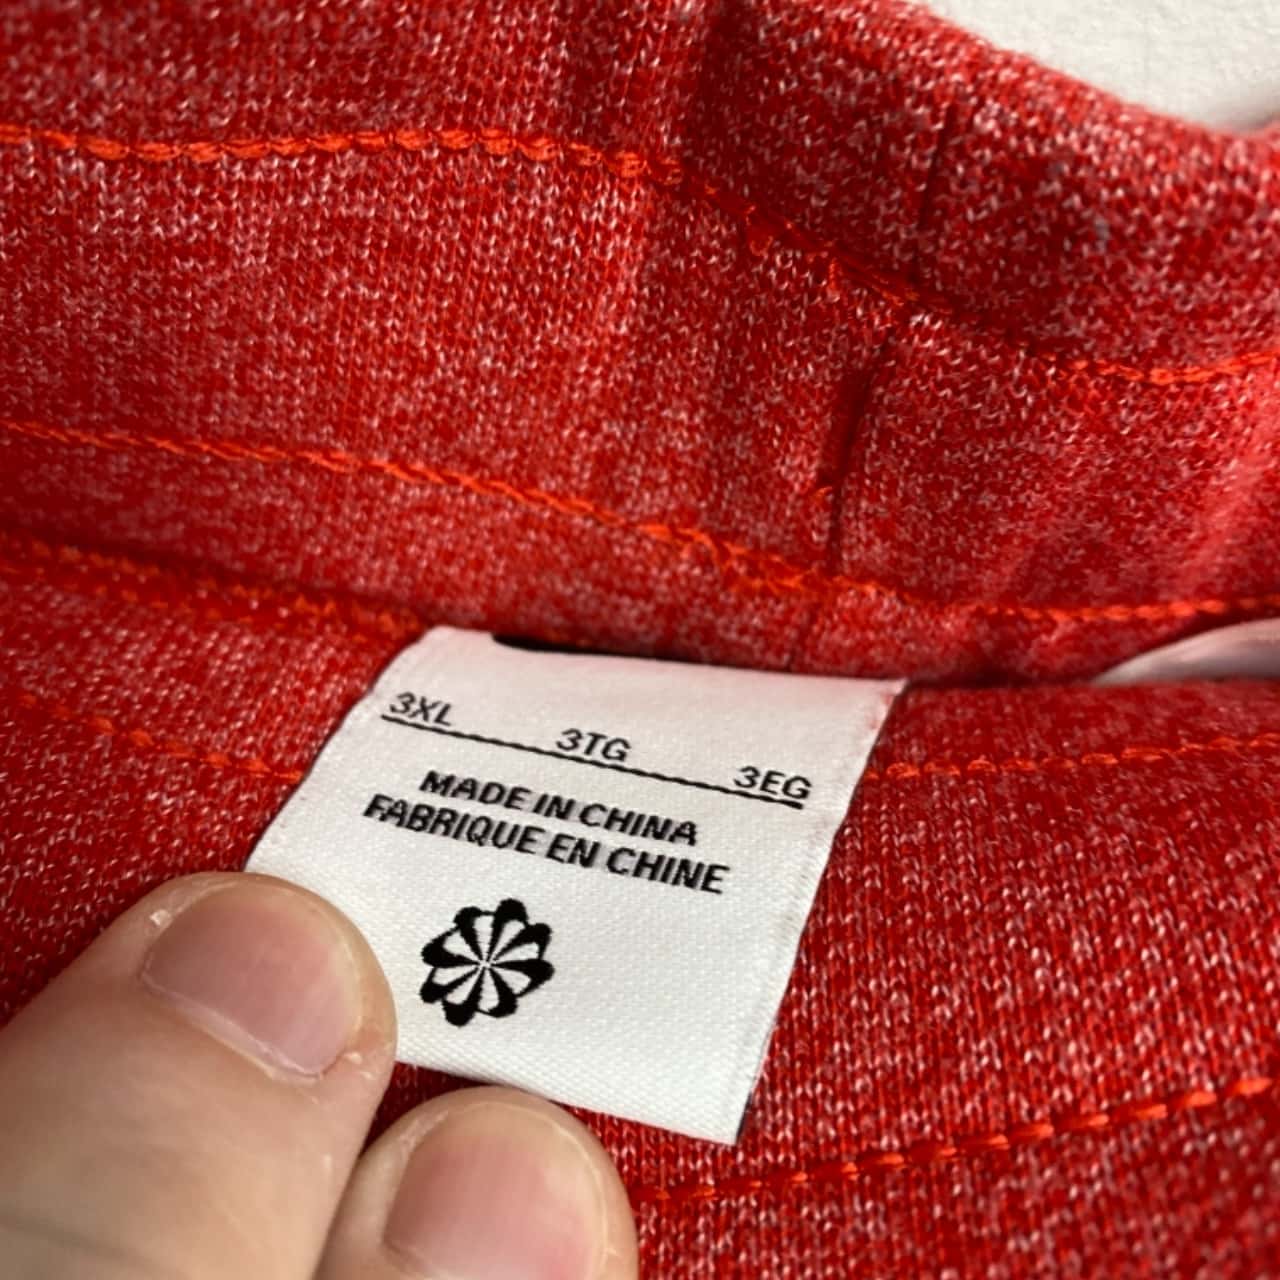 3XL 3TG 3EG
MADE IN CHINA
FABRIQUE EN CHINE